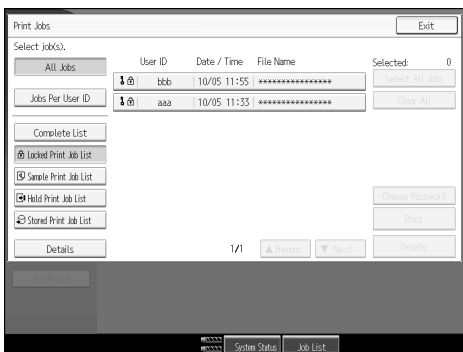 Print Jobs
Exit
Select job(s).
All Jobs
User ID
Date / Time
File Name
Selected: 0
bbb
10/05 11:55
****************
Select All Jobs
Jobs Per User ID
aaa
10/05 11:33
****************
Clear All
Complete List
Locked Print Job List
Sample Print Job List
Hold Print Job List
Change Password
Stored Print Job List
Print
Details
1/1
▲ Previous
▼ Next
Delete
Job Reset
System Status
Job List